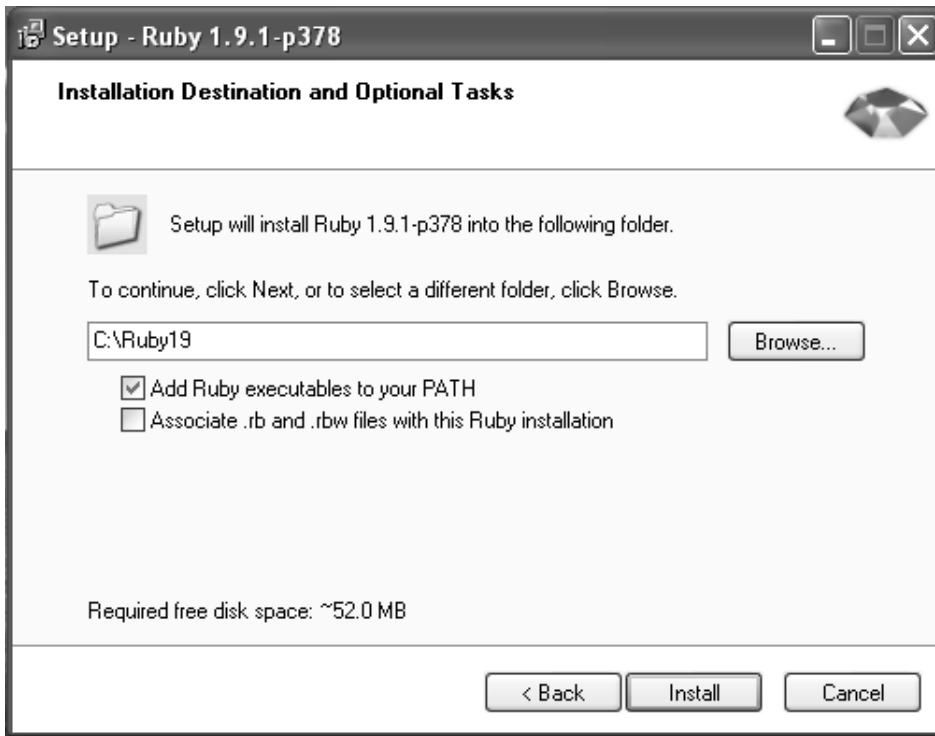 Setup - Ruby 1.9.1-p378
Installation Destination and Optional Tasks
Setup will install Ruby 1.9.1-p378 into the following folder.
To continue, click Next, or to select a different folder, click Browse.
C:\Ruby19
Browse...
Add Ruby executables to your PATH
Associate .rb and .rbw files with this Ruby installation
Required free disk space: ~52.0 MB
< Back
Install
Cancel